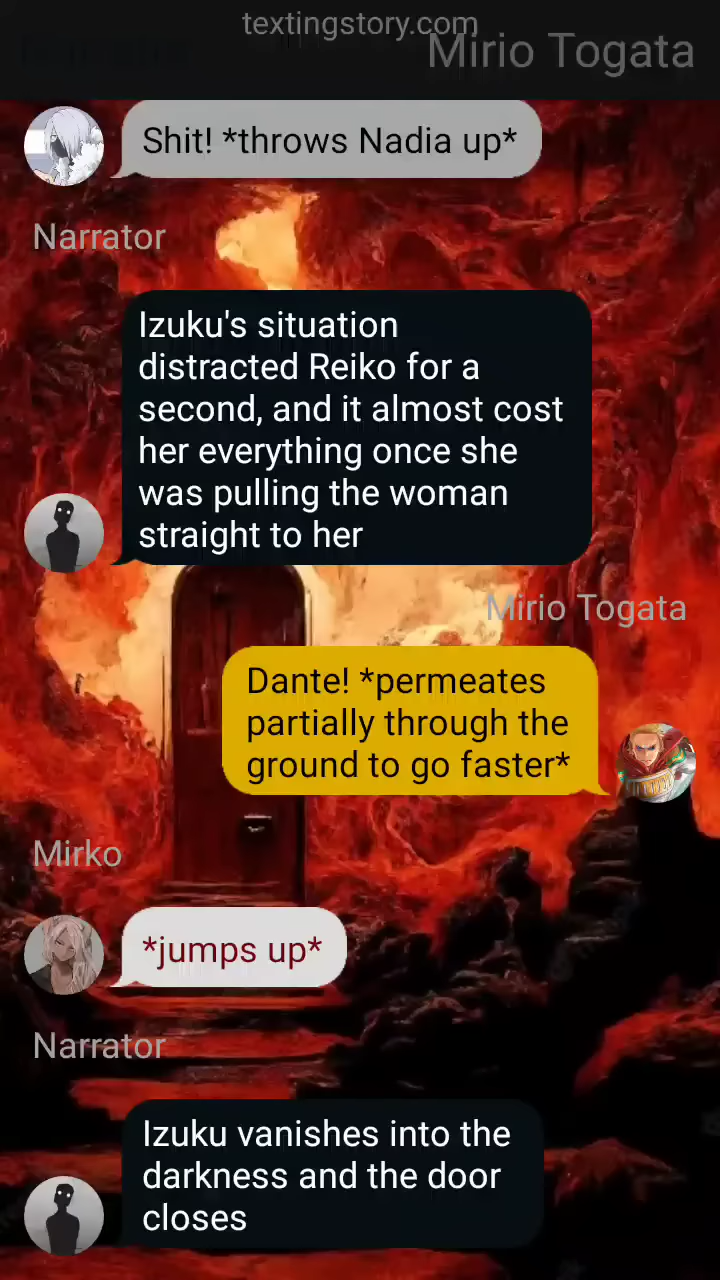 textingstory.com
Mirio Togata
Shit! *throws Nadia up*
Narrator
Izuku's situation
distracted Reiko for a
second, and it almost cost
her everything once she
was pulling the woman
straight to her
Mirio Togata
Dante! *permeates
partially through the
ground to go faster*
Mirko
*jumps up*
Narrator
Izuku vanishes into the
darkness and the door
closes